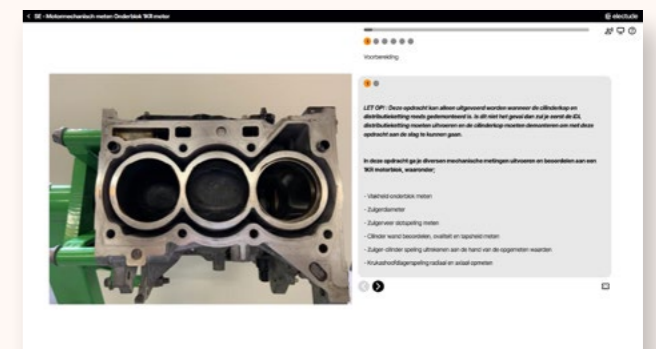 SE - Motormechanisch meten Onderblok 1KR meter
electude
Voorbereiding
LET OP! : Deze opdracht kan alleen uitgevoerd worden wanneer de cilinderkop en
distributieketting reeds gedemonteerd is. Is dit niet het geval dan zul je eerst de IDL
distributieketting moeten uitvoeren en de cilinderkop moeten demonteren om met deze
opdracht aan de slag te kunnen gaan.
In deze opdracht ga je diversen mechanische metingen uitvoeren en beoordelen aan een
1KR motorblok, waaronder;
- Vlakheid onderblok meten
- Zuigerdiameter
- Zuigerveer slotspeling meten
- Cilinder wand beoordelen, ovaliteit en tapsheid meten
- Zuiger-cilinder speling uitrekenen aan de hand van de opgemeten waarden
- Krukashoofdlagerspeling radiaal en axiaal opmeten